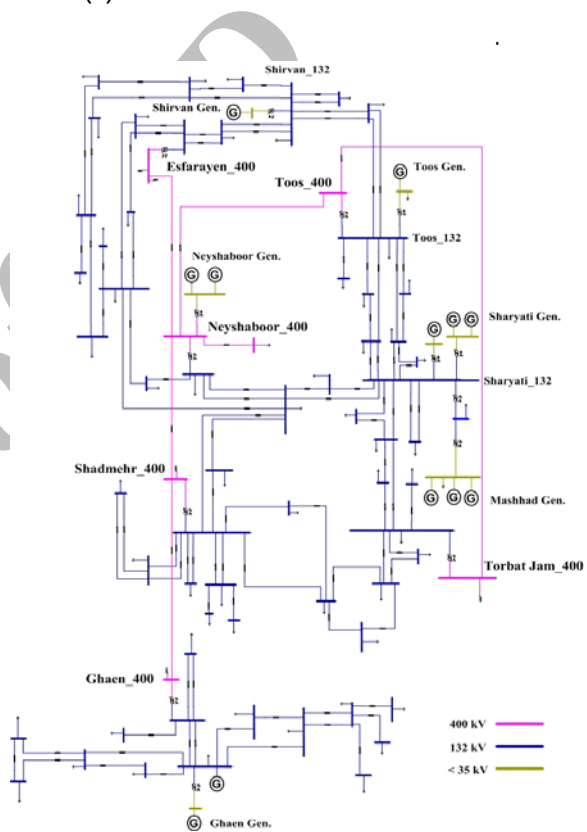 Shirvan_132
Shirvan Gen.
G
Esfarayen_400
Toos_400
G
Toos Gen.
Toos_132
Neyshaboor Gen.
G G
Neyshaboor_400
Sharyati Gen.
G G G
Sharyati_132
Shadmehr_400
G G G
Mashhad Gen.
Torbat Jam_400
Ghaen_400
400 kV
132 kV
< 35 kV
G
G
Ghaen Gen.